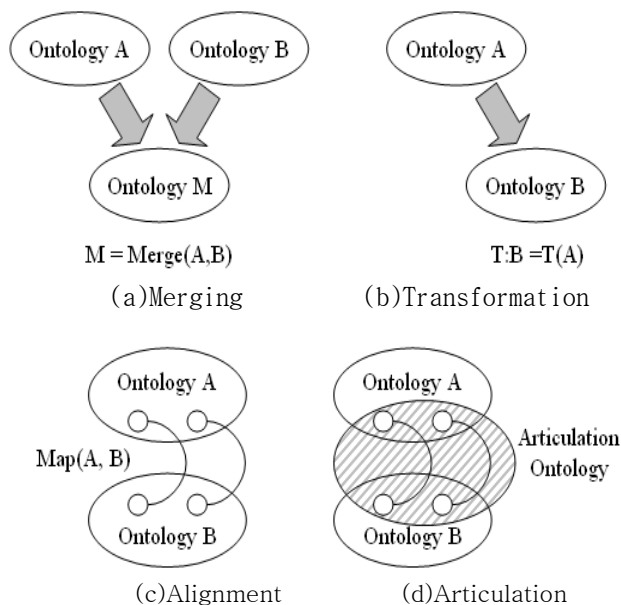 Ontology A
Ontology B
Ontology M
M = Merge(A,B)
(a)Merging
Ontology A
Ontology B
T:B =T(A)
(b)Transformation
Ontology A
Map(A, B)
Ontology B
(c)Alignment
Ontology A
Articulation
Ontology
Ontology B
(d)Articulation